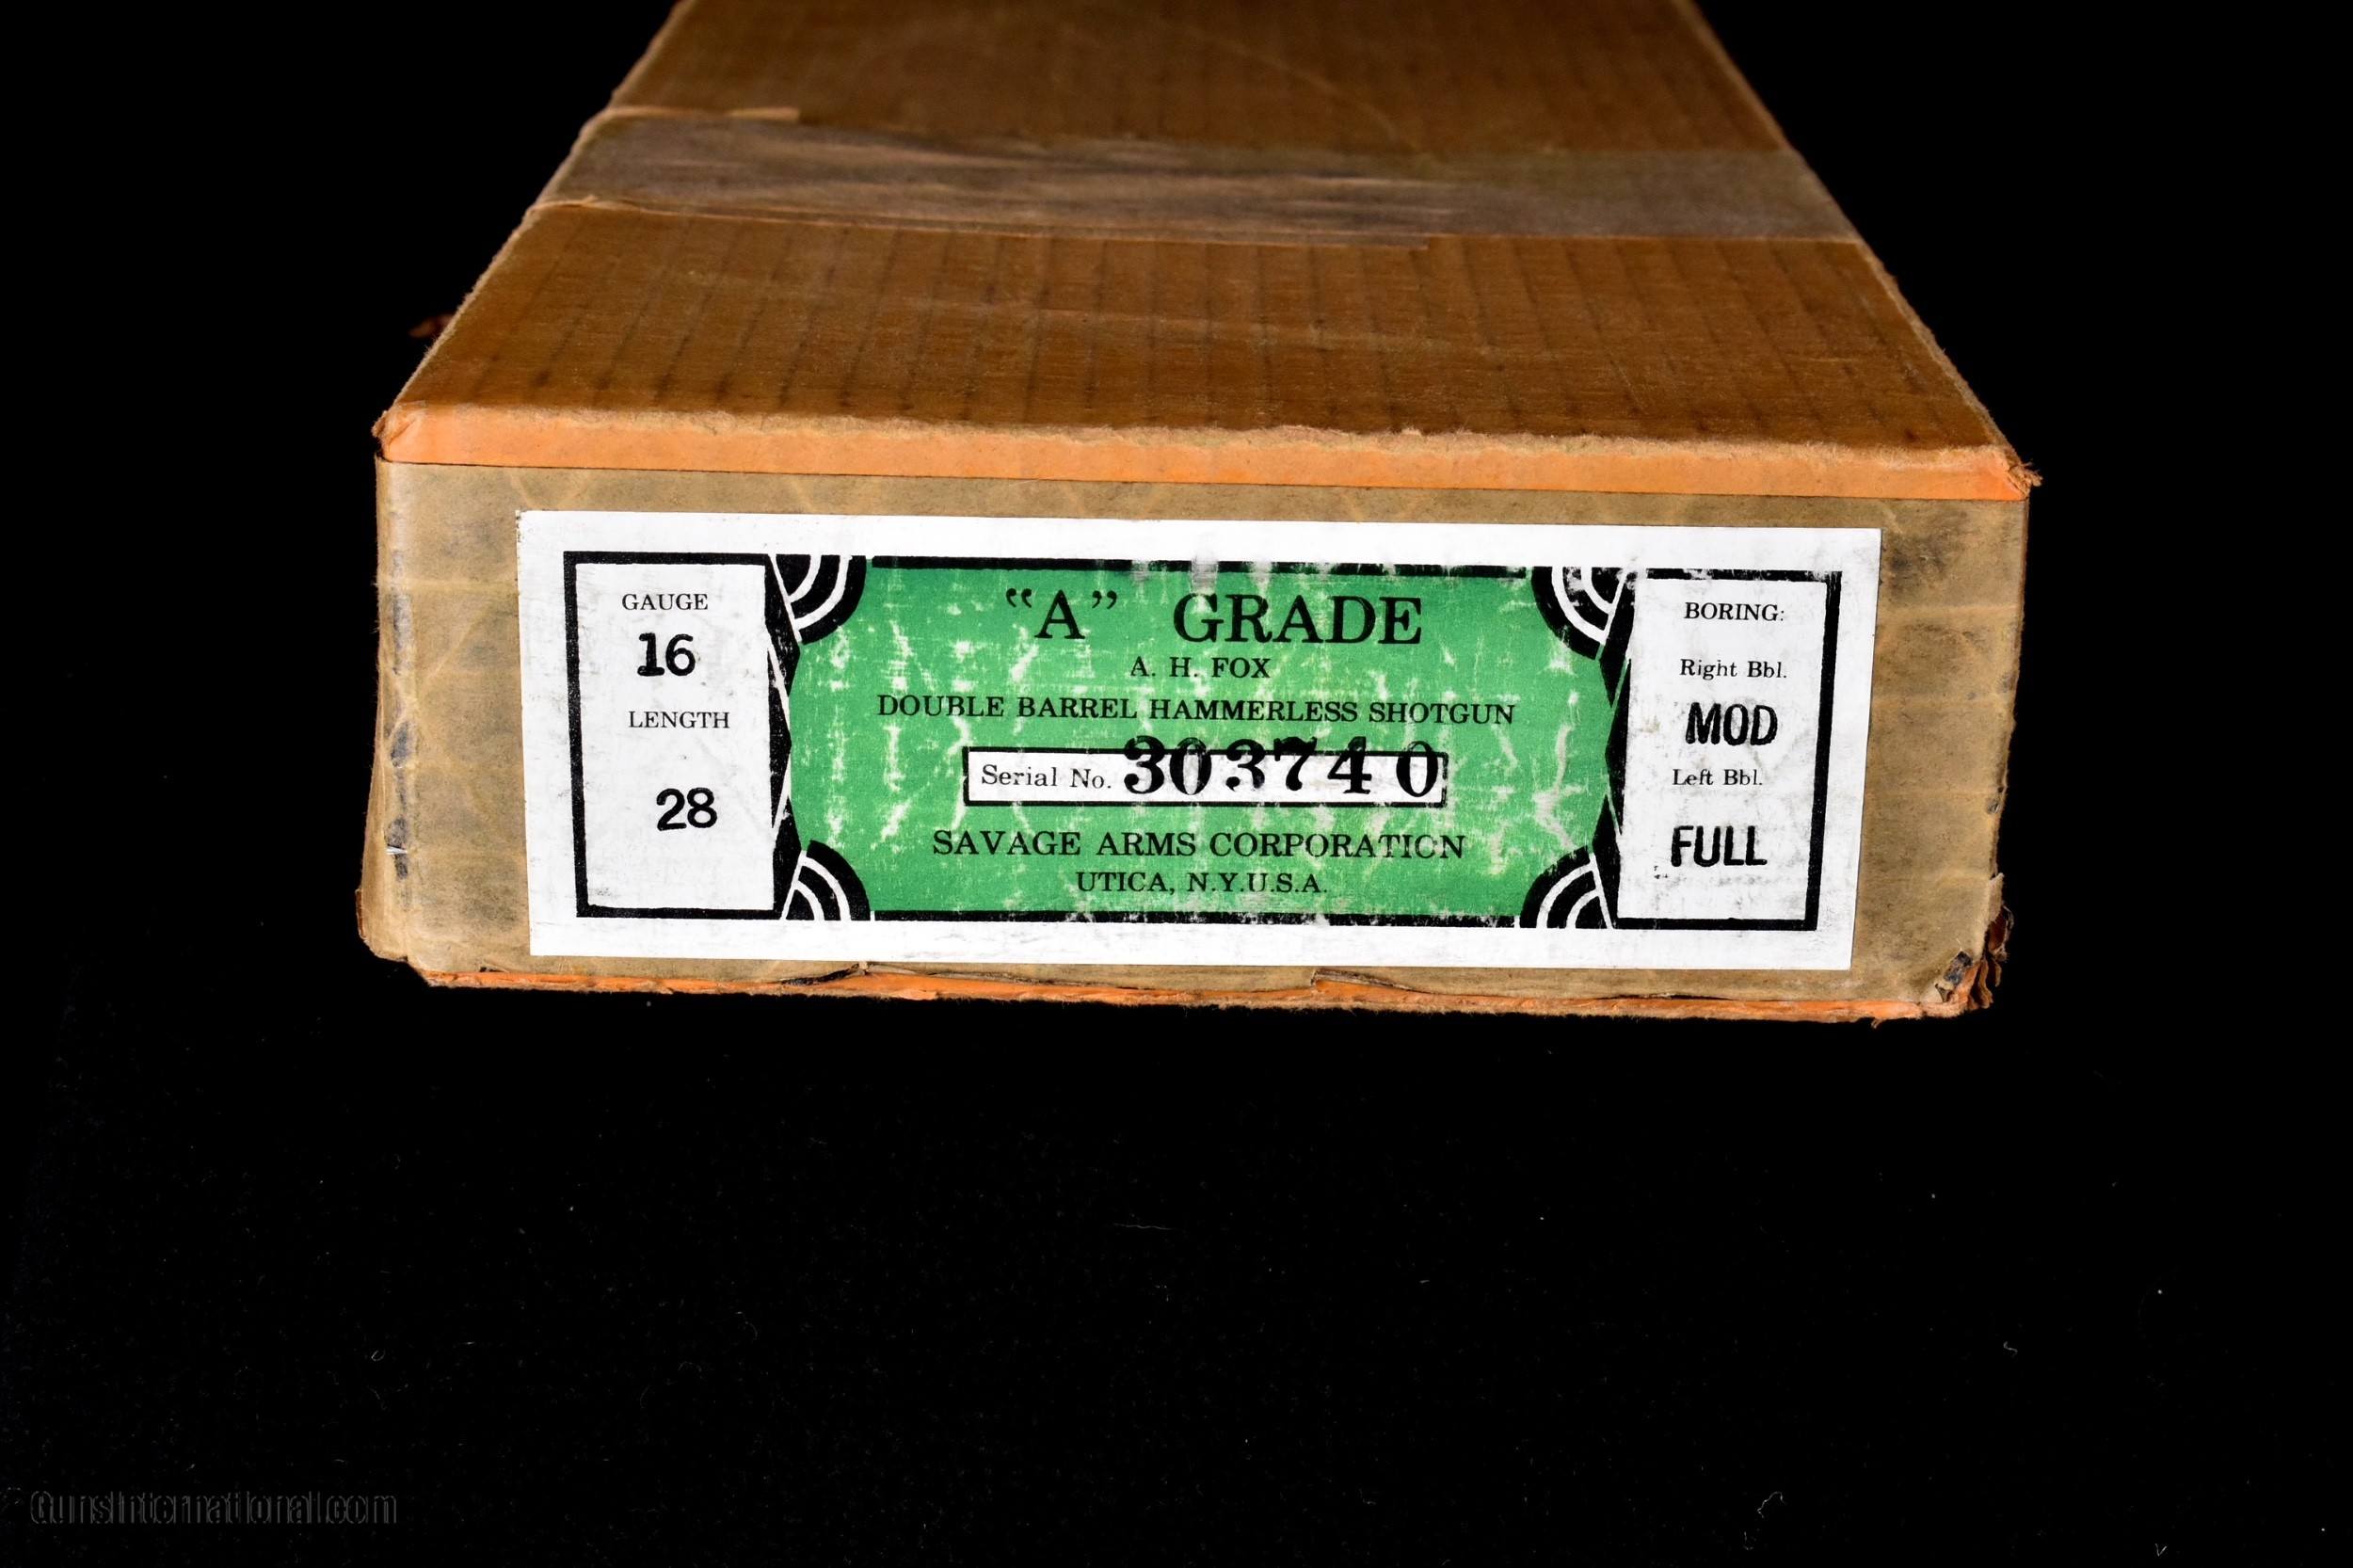 GAUGE
16
LENGTH
28
“A” GRADE
A. H. FOX
DOUBLE BARREL HAMMERLESS SHOTGUN
Serial No. 303740
SAVAGE ARMS CORPORATION
UTICA, N.Y.U.S.A.
BORING:
Right Bbl.
MOD
Left Bbl.
FULL
GunsInternational.com